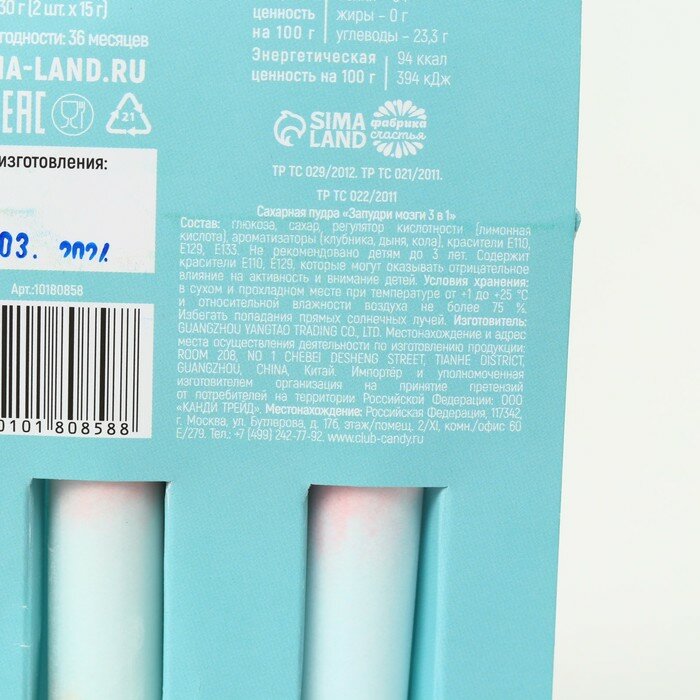 30 г (2 шт. х 15 г)
годности: 36 месяцев
MA-LAND.RU
EAC
21
изготовления:
03. 2024
Арт.:10180858
0101 808588
ценность
на 100 г
жиры – 0 г
углеводы – 23,3 г
Энергетическая
ценность на 100 г
94 ккал
394 кДж
SIMA
LAND
фабрика
счастья
ТР ТС 029/2012. ТР ТС 021/2011.
ТР ТС 022/2011
Сахарная пудра «Запудри мозги 3 в 1»
Состав: глюкоза, сахар, регулятор кислотности (лимонная
кислота), ароматизаторы (клубника, дыня, кола), красители Е110,
Е129, Е133. Не рекомендовано детям до 3 лет. Содержит
красители Е110, Е129, которые могут оказывать отрицательное
влияние на активность и внимание детей. Условия хранения:
в сухом и прохладном месте при температуре от +1 до +25 °C
и относительной влажности воздуха не более 75 %.
Избегать попадания прямых солнечных лучей. Изготовитель:
GUANGZHOU YANGTAO TRADING CO., LTD. Местонахождение и адрес
места осуществления деятельности по изготовлению продукции:
ROOM 208, NO 1 CHEBEI DESHENG STREET, TIANHE DISTRICT,
GUANGZHOU, CHINA, Китай. Импортёр и уполномоченная
изготовителем организация на принятие претензий
от потребителей на территории Российской Федерации: ООО
«КАНДИ ТРЕЙД». Местонахождение: Российская Федерация, 117342,
г. Москва, ул. Бутлерова, д. 17б, этаж/помещ. 2/XI, комн./офис 60
Е/279. Тел.: +7 (499) 242-77-92. www.club-candy.ru